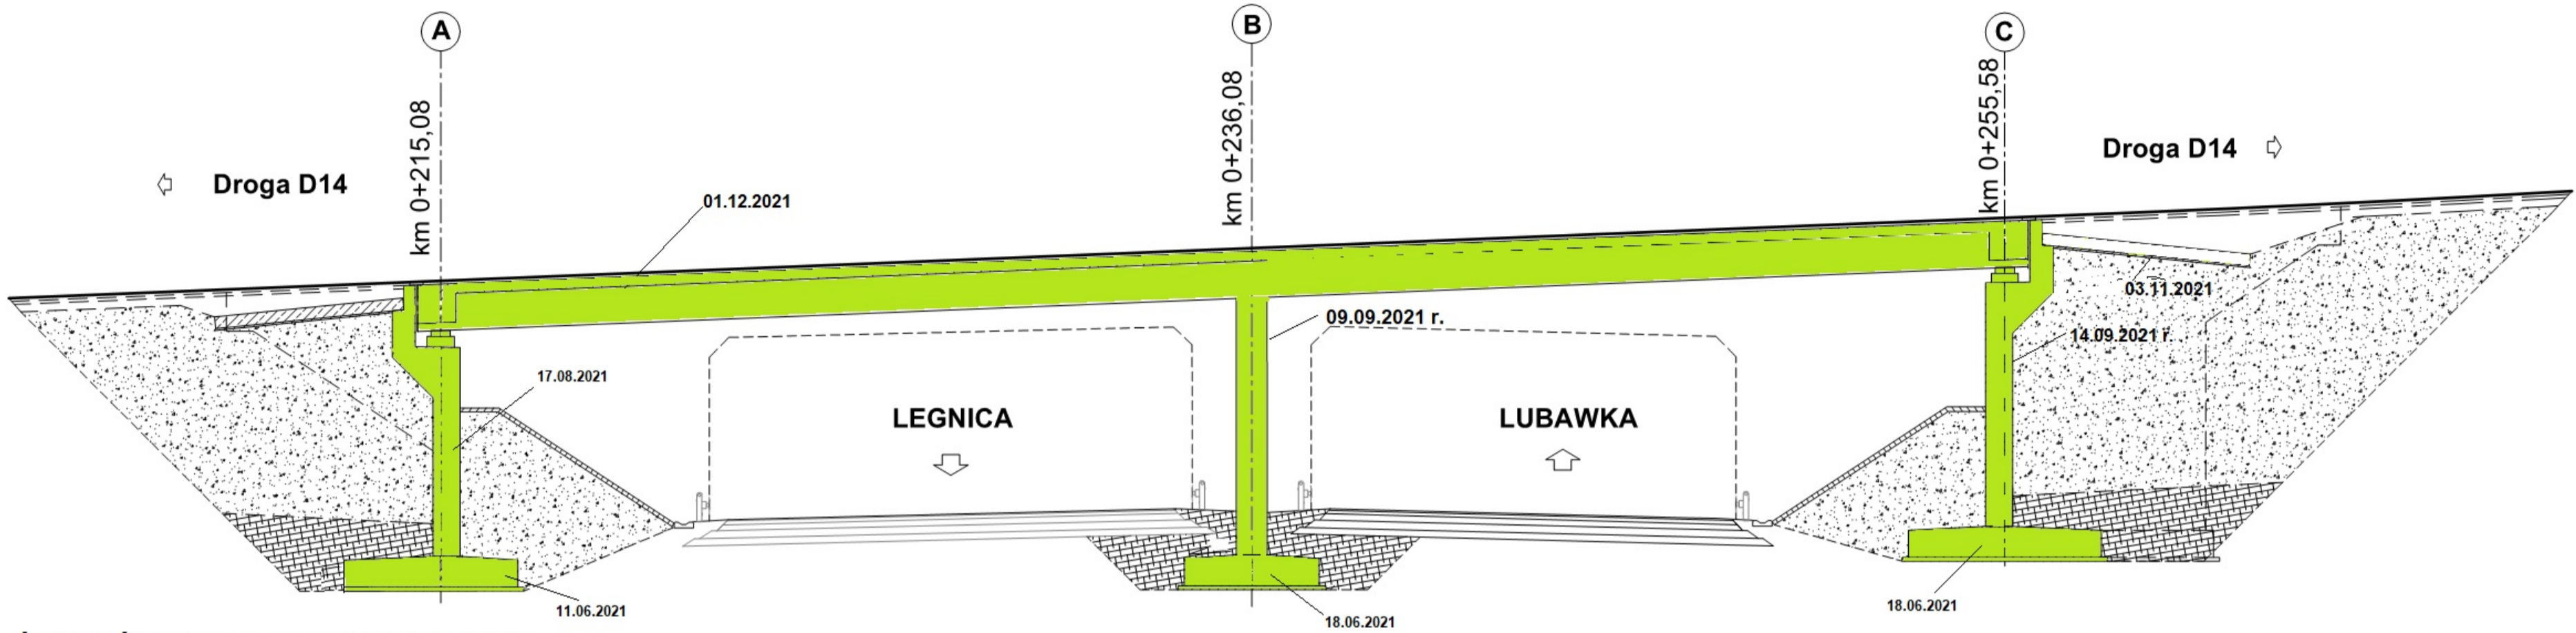 A
B
C
km 0+215,08
km 0+236,08
km 0+255,58
Droga D14
Droga D14
01.12.2021
03.11.2021
09.09.2021 r.
14.09.2021 r.
17.08.2021
LEGNICA
LUBAWKA
11.06.2021
18.06.2021
18.06.2021